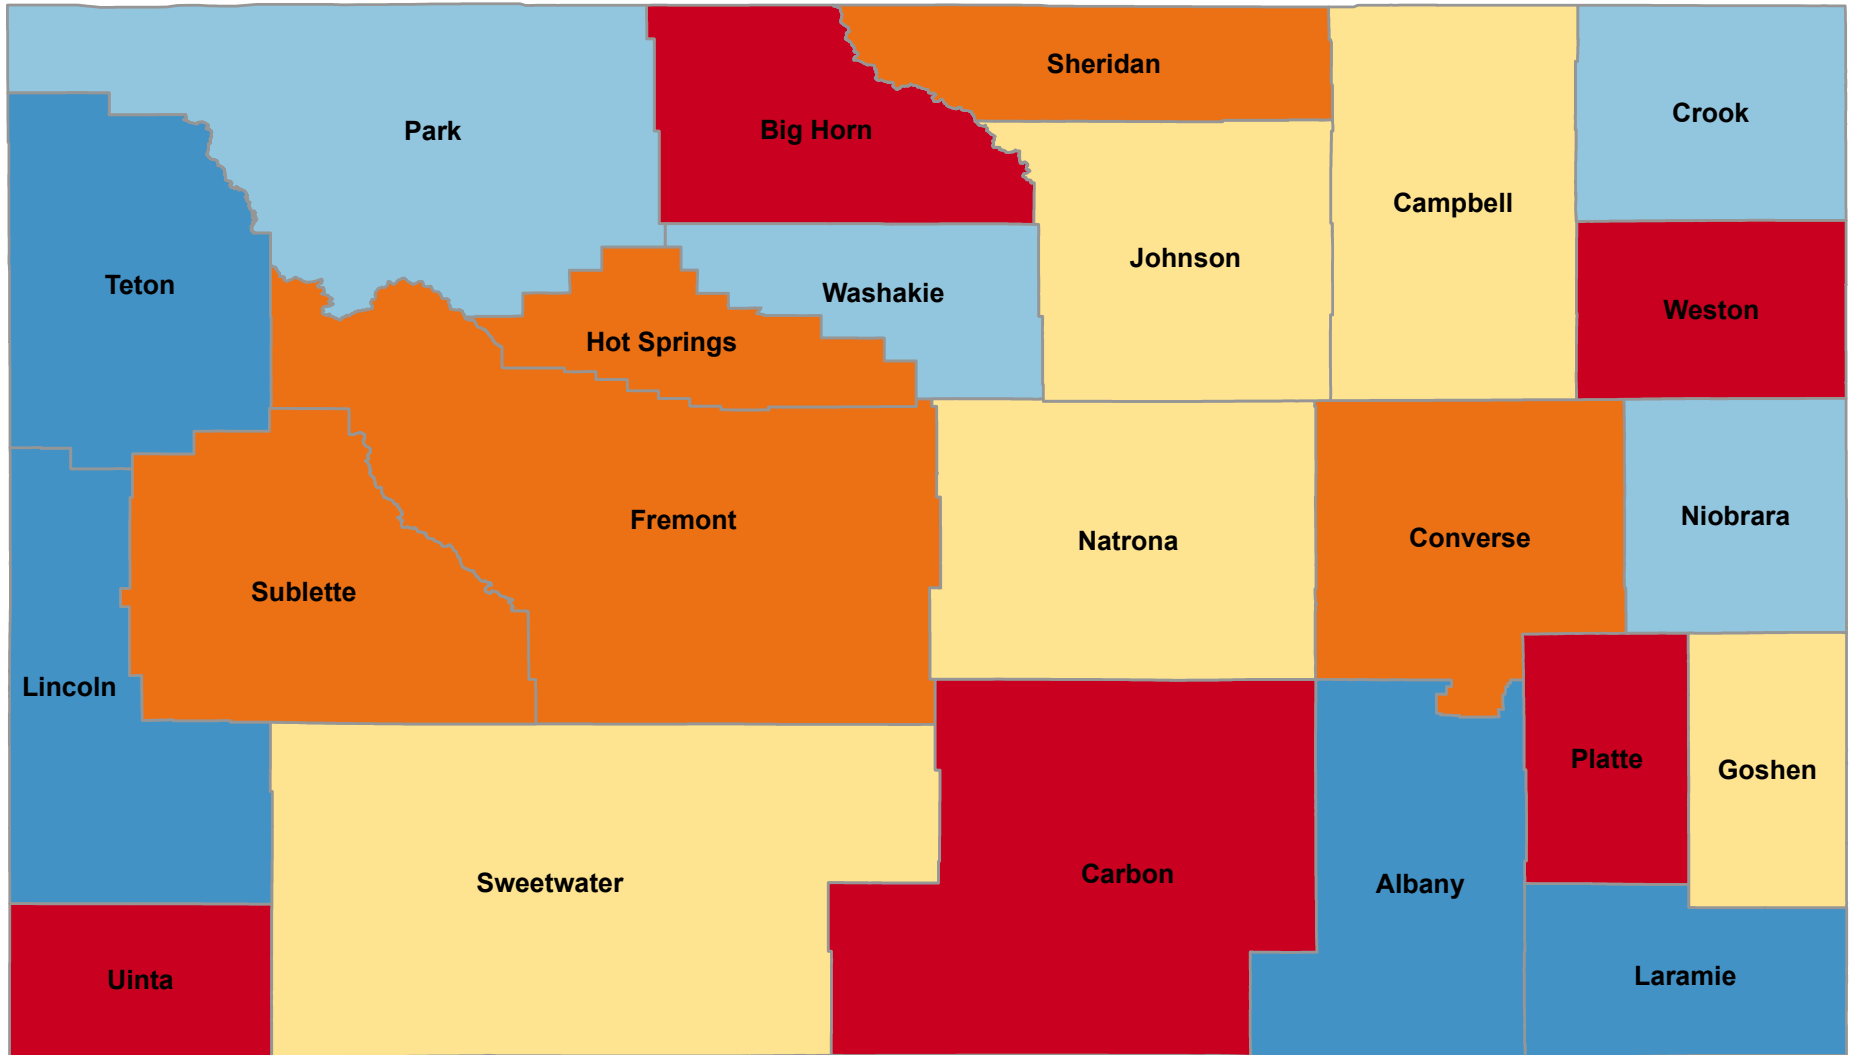 Sheridan
Crook
Park
Big Horn
Campbell
Johnson
Teton
Washakie
Weston
Hot Springs
Niobrara
Fremont
Converse
Natrona
Sublette
Lincoln
Platte
Goshen
Carbon
Sweetwater
Albany
Laramie
Uinta